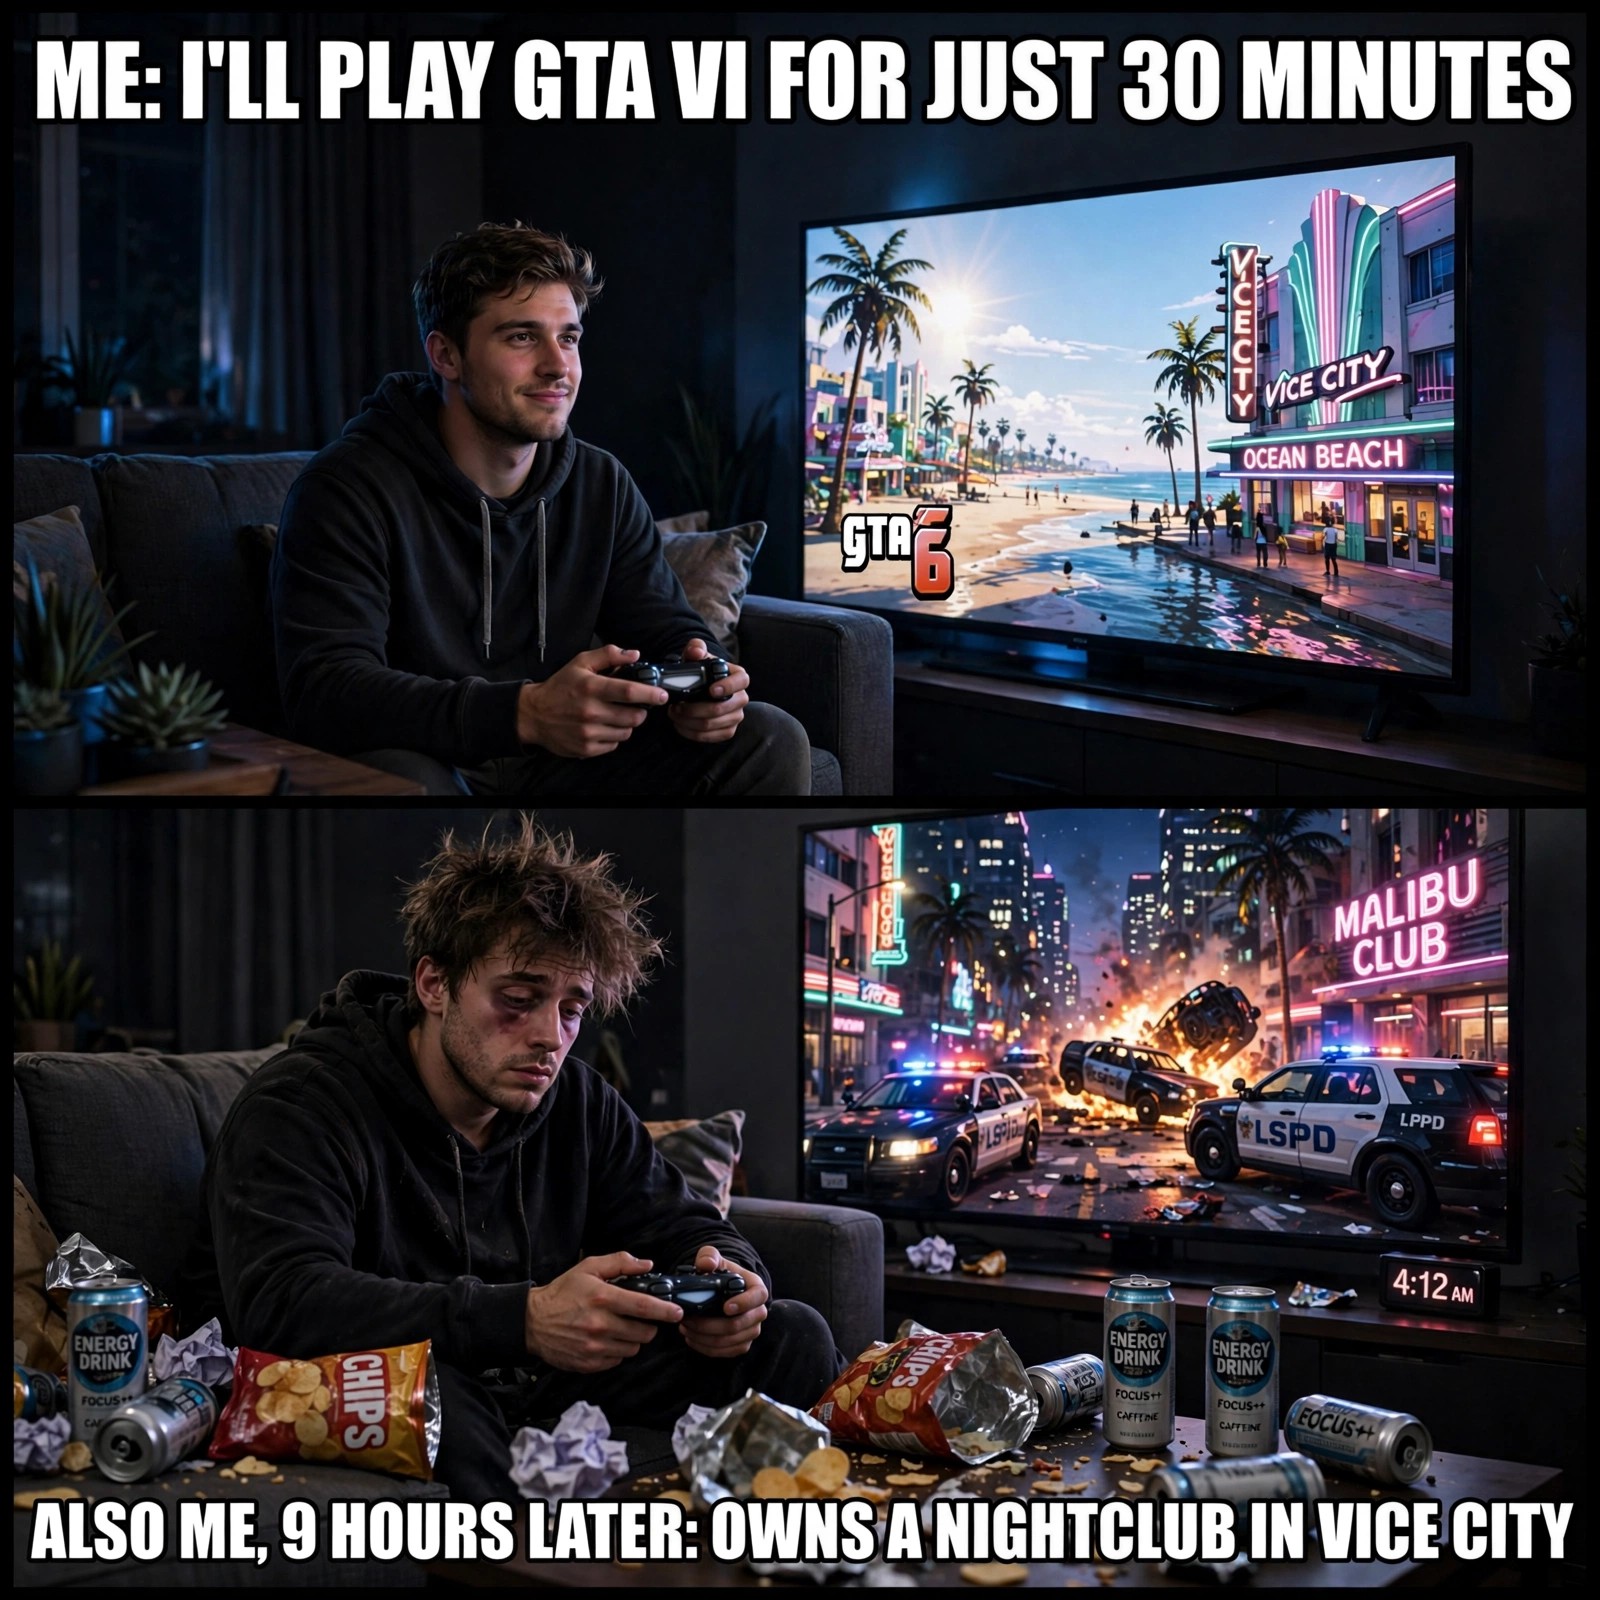 ME: I'LL PLAY GTA VI FOR JUST 30 MINUTES
VICECTY
VICE CITY
OCEAN BEACH
GTA 6
MALIBU
CLUB
LSPD
LSPD
LPPD
4:12 AM
ENERGY
DRINK
FOCUS++
CHIPS
CHIPS
ENERGY
DRINK
FOCUS++
CAFFEINE
ENERGY
DRINK
FOCUS++
CAFFEINE
FOCUS++
ALSO ME, 9 HOURS LATER: OWNS A NIGHTCLUB IN VICE CITY